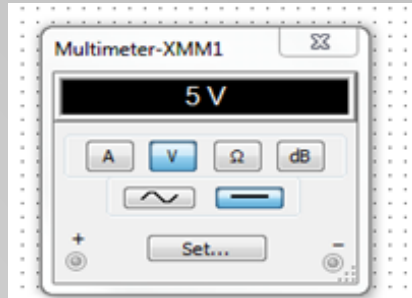 Multimeter-XMM1
5 V
A V Ω dB
+ −
Set...